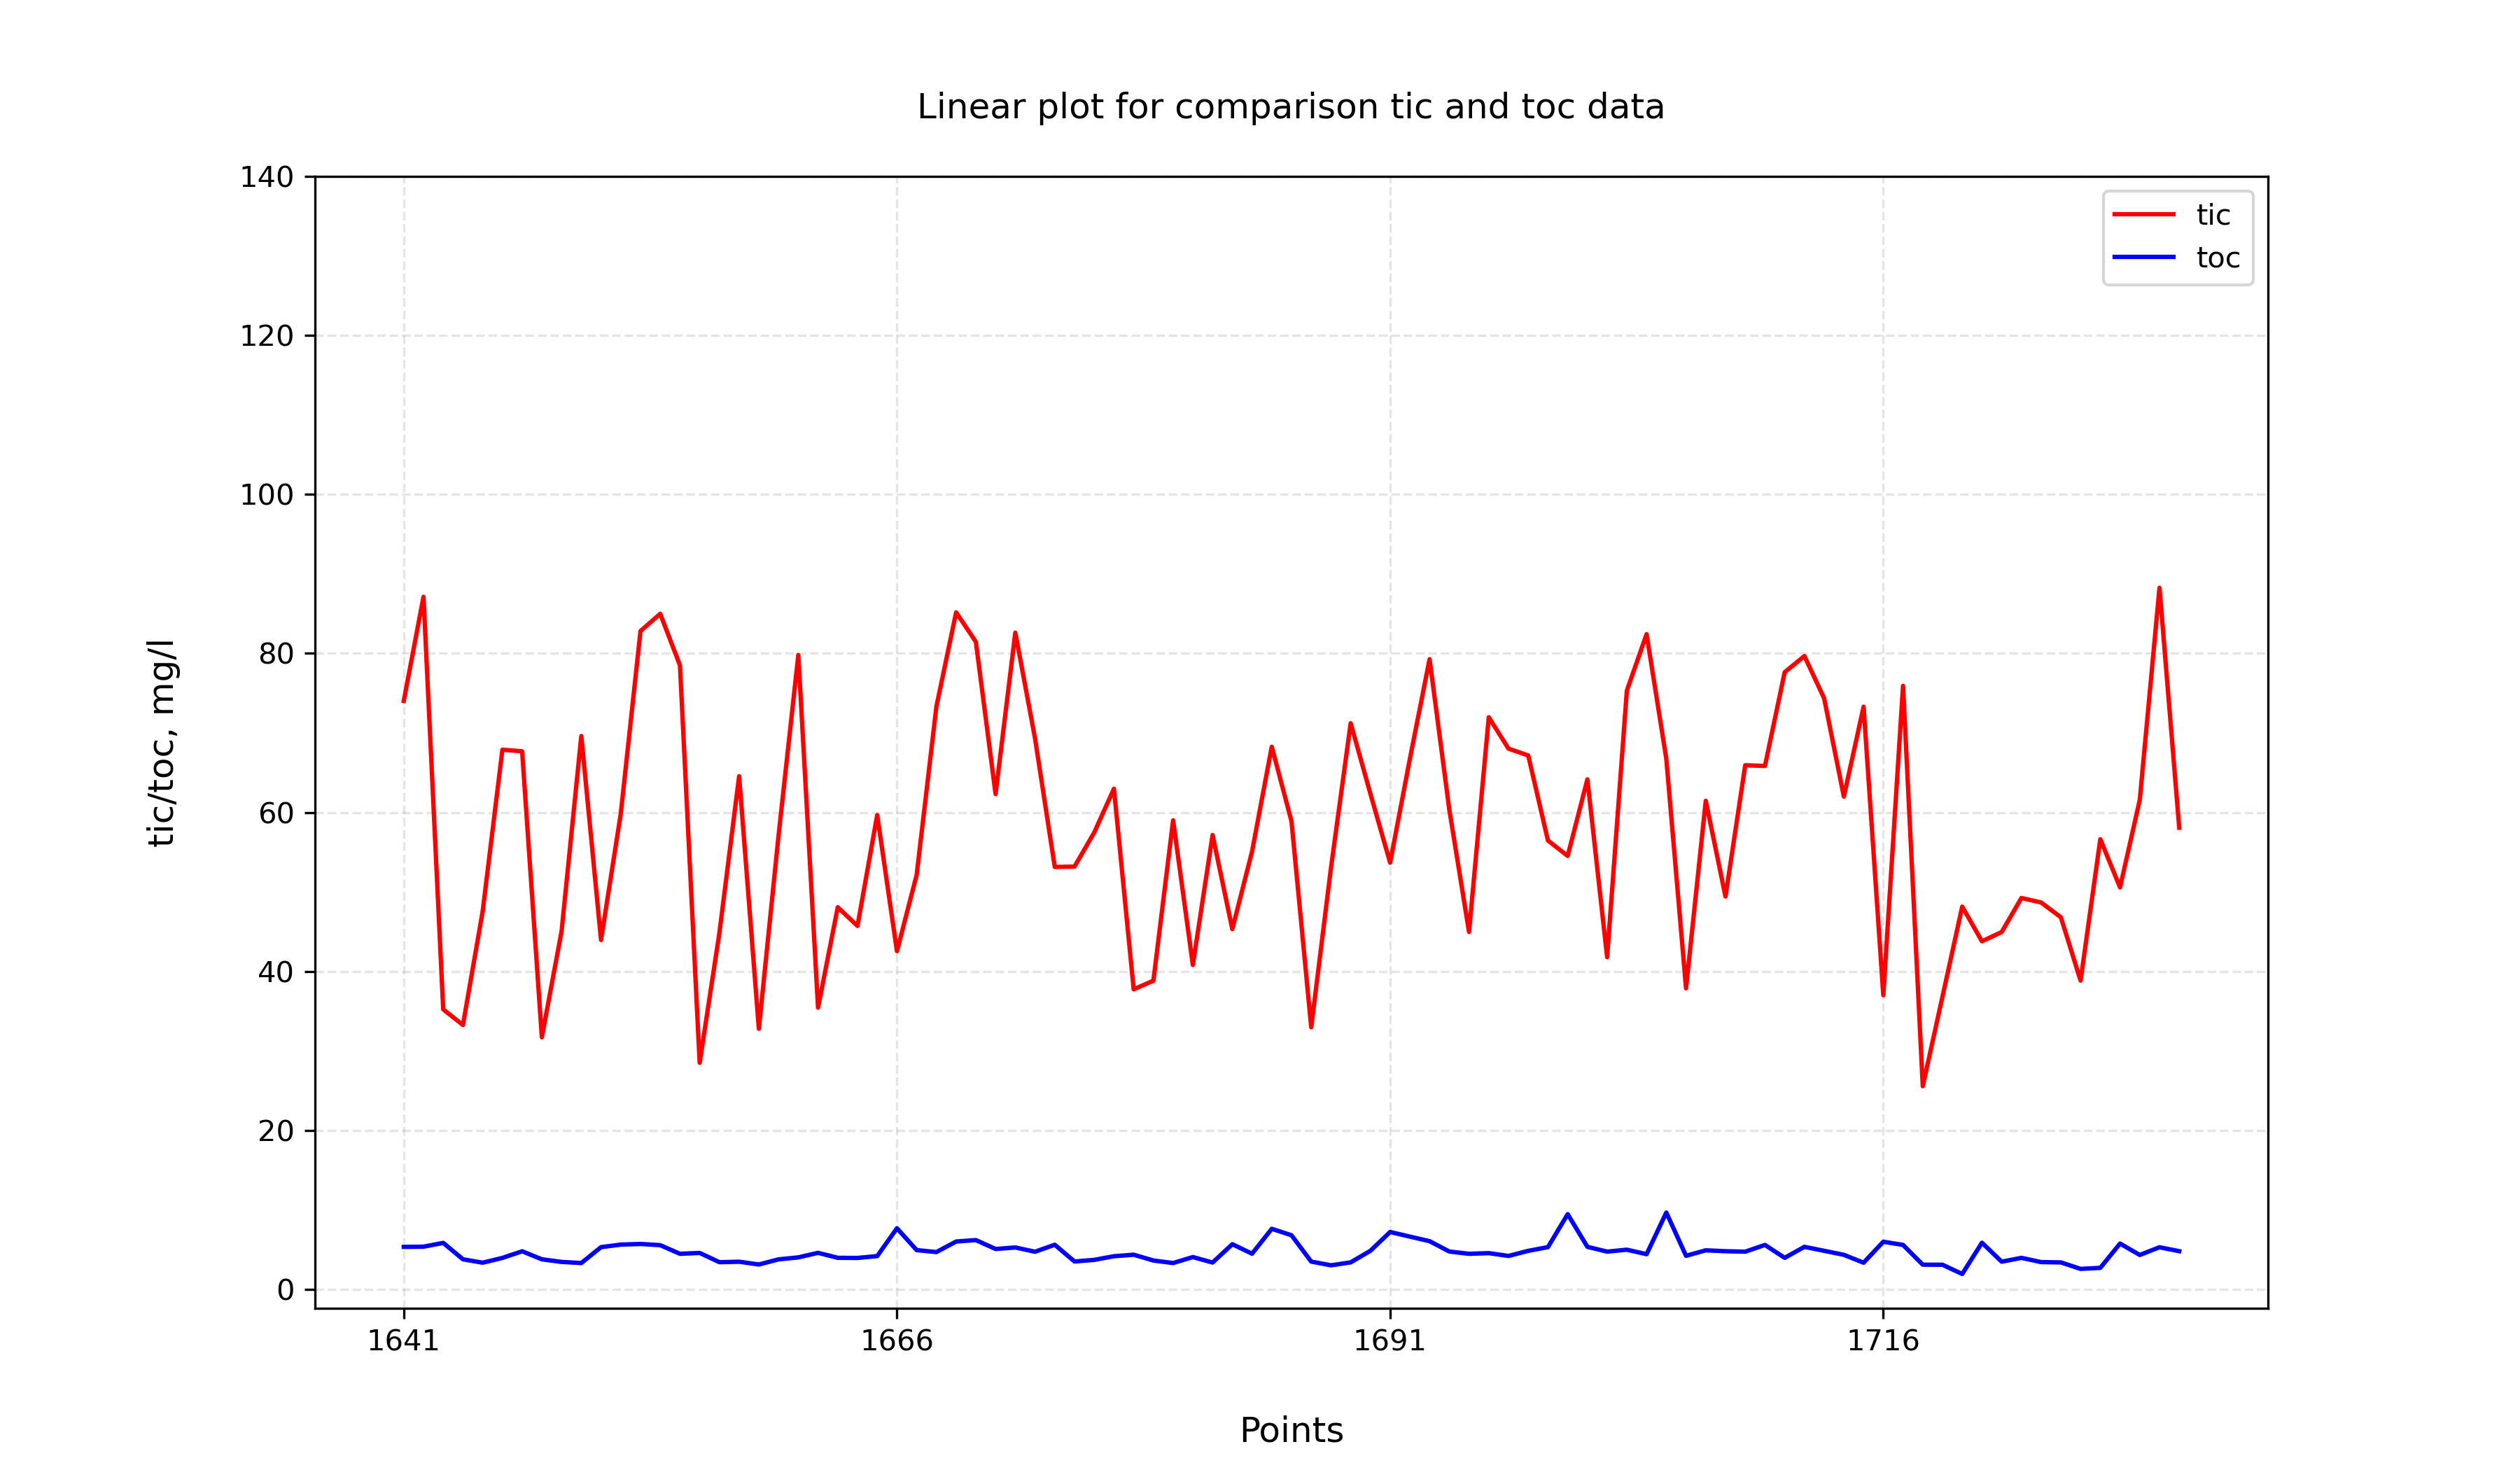 Linear plot for comparison tic and toc data
140
120
100
80
60
40
20
0
tic/toc, mg/l
tic
toc
1641
1666
1691
1716
Points